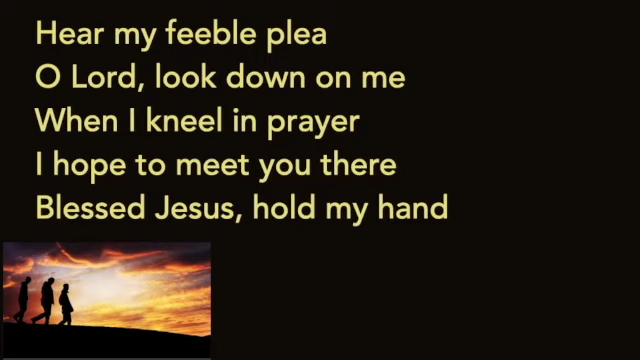 Hear my feeble plea
O Lord, look down on me
When I kneel in prayer
I hope to meet you there
Blessed Jesus, hold my hand